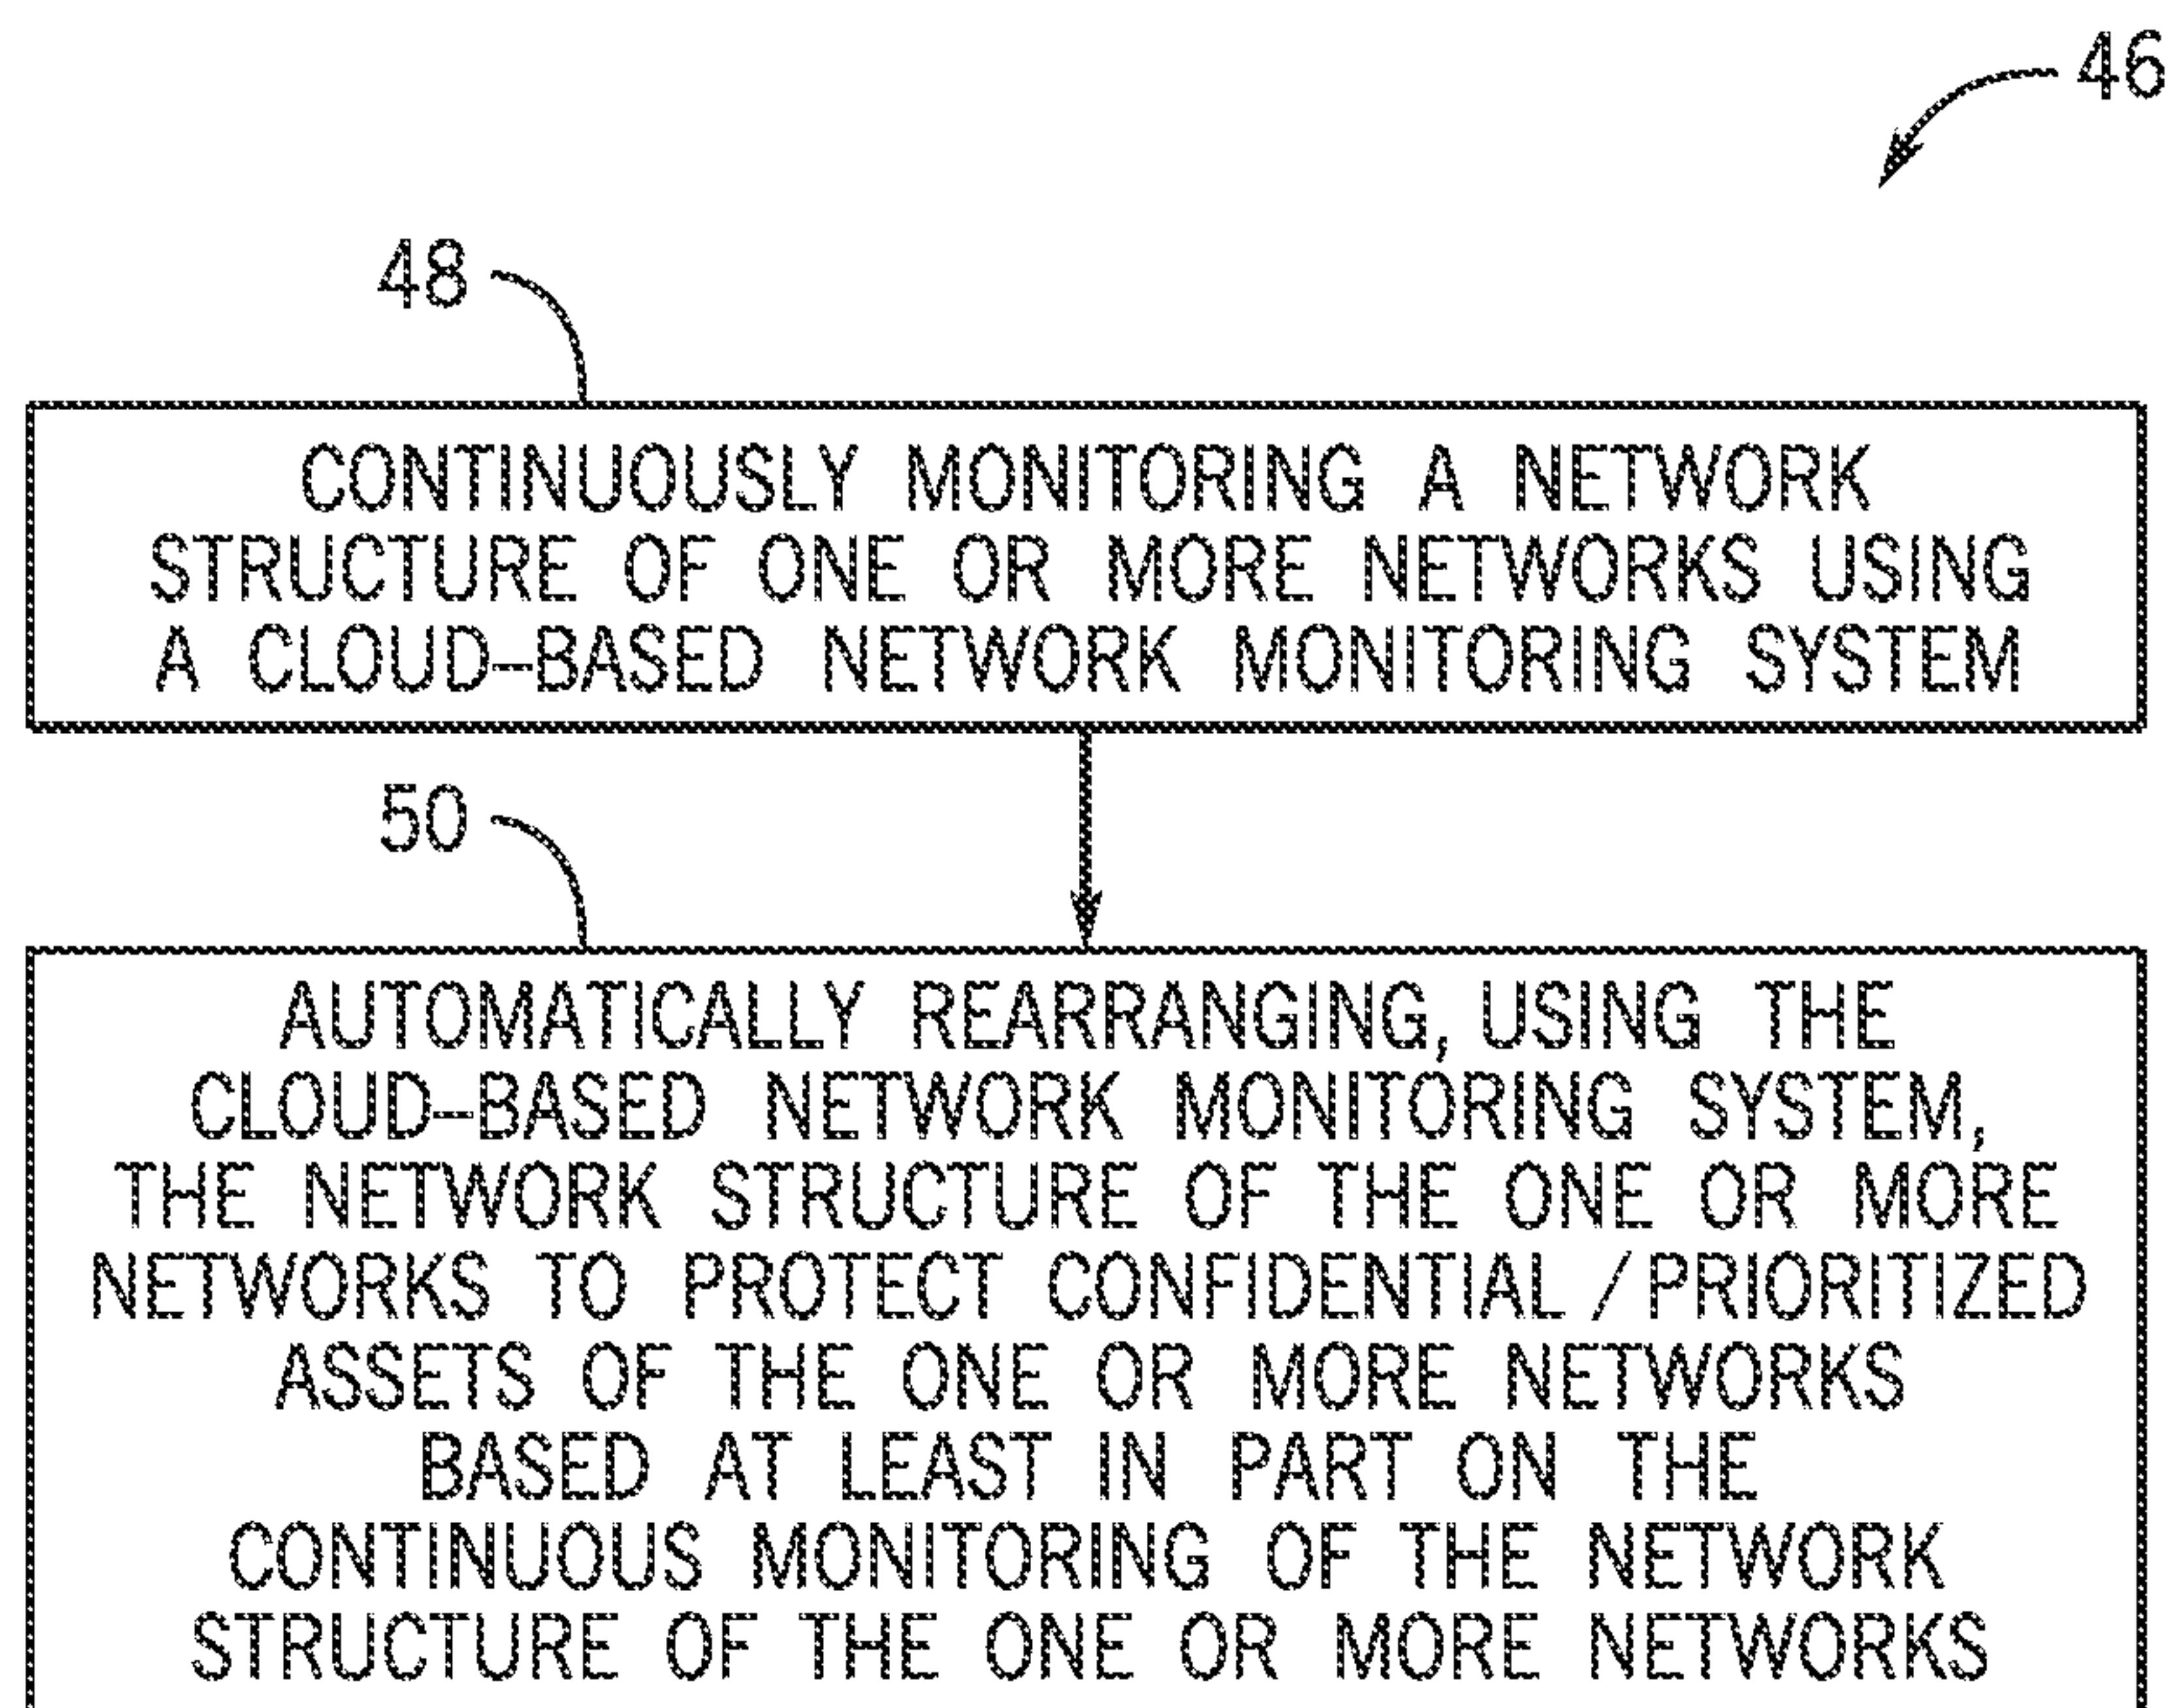 46
48
CONTINUOUSLY MONITORING A NETWORK
STRUCTURE OF ONE OR MORE NETWORKS USING
A CLOUD–BASED NETWORK MONITORING SYSTEM
50
AUTOMATICALLY REARRANGING, USING THE
CLOUD–BASED NETWORK MONITORING SYSTEM,
THE NETWORK STRUCTURE OF THE ONE OR MORE
NETWORKS TO PROTECT CONFIDENTIAL / PRIORITIZED
ASSETS OF THE ONE OR MORE NETWORKS
BASED AT LEAST IN PART ON THE
CONTINUOUS MONITORING OF THE NETWORK
STRUCTURE OF THE ONE OR MORE NETWORKS